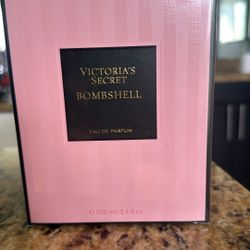 VICTORIA'S
SECRET
BOMBSHELL
EAU DE PARFUM
℮ 100 ml/3.4 fl oz